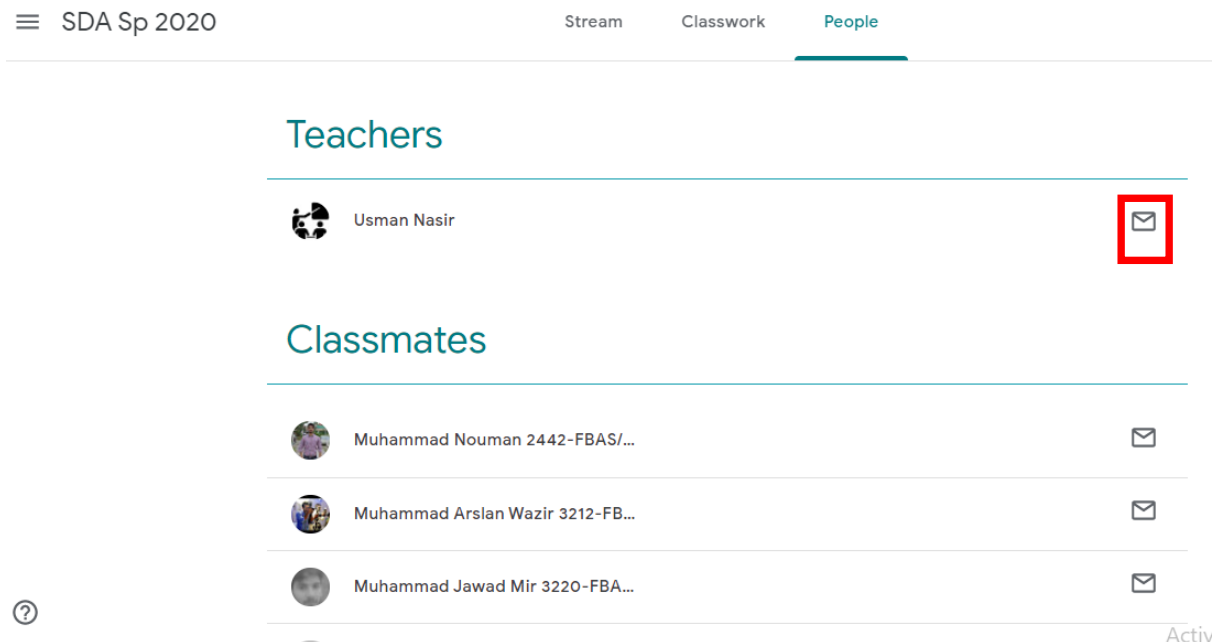 SDA Sp 2020
Stream Classwork People
Teachers
Usman Nasir
Classmates
Muhammad Nouman 2442-FBAS/...
Muhammad Arslan Wazir 3212-FB...
Muhammad Jawad Mir 3220-FBA...
Activ